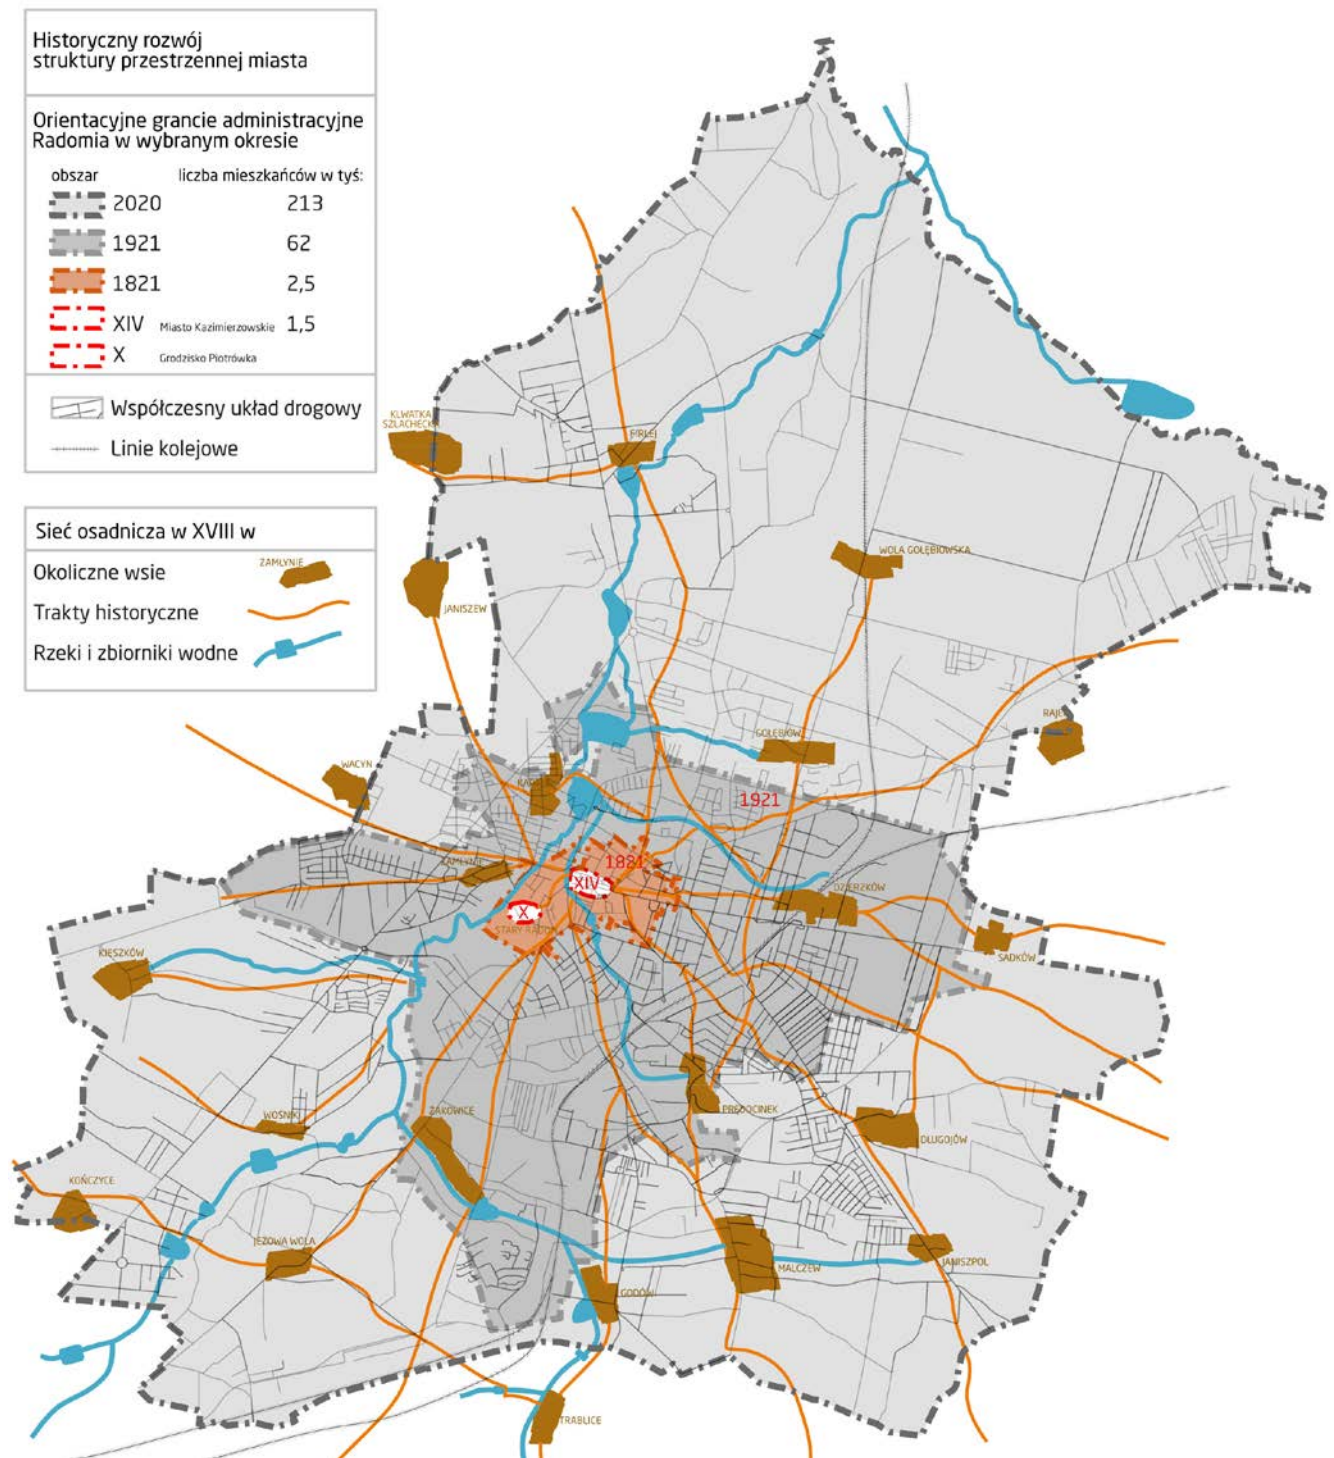 Historyczny rozwój
struktury przestrzennej miasta
Orientacyjne grancie administracyjne
Radomia w wybranym okresie
obszar liczba mieszkańców w tyś:
2020 213
1921 62
1821 2,5
XIV Miasto Kazimierzowskie 1,5
X Grodzisko Piotrówka
Współczesny układ drogowy
Linie kolejowe
Sieć osadnicza w XVIII w
Okoliczne wsie ZAMŁYNIE
Trakty historyczne
Rzeki i zbiorniki wodne
KLWATKA
SZLACHECKA
FIRLEJ
WOLA GOŁĘBIOWSKA
JANISZEW
RAJEC
GOŁĘBIÓW
WACYN
1921
ZAMŁYNIE
1821
XIV
DZIERZKÓW
X
STARY RADOM
SADKÓW
KIESZKÓW
WOŚNIKI
ŻAKOWICE
PRĘDOCINEK
DŁUGOJÓW
KOŃCZYCE
JEŻOWA WOLA
MALCZEW
JANISZPOL
GODÓW
TRABLICE